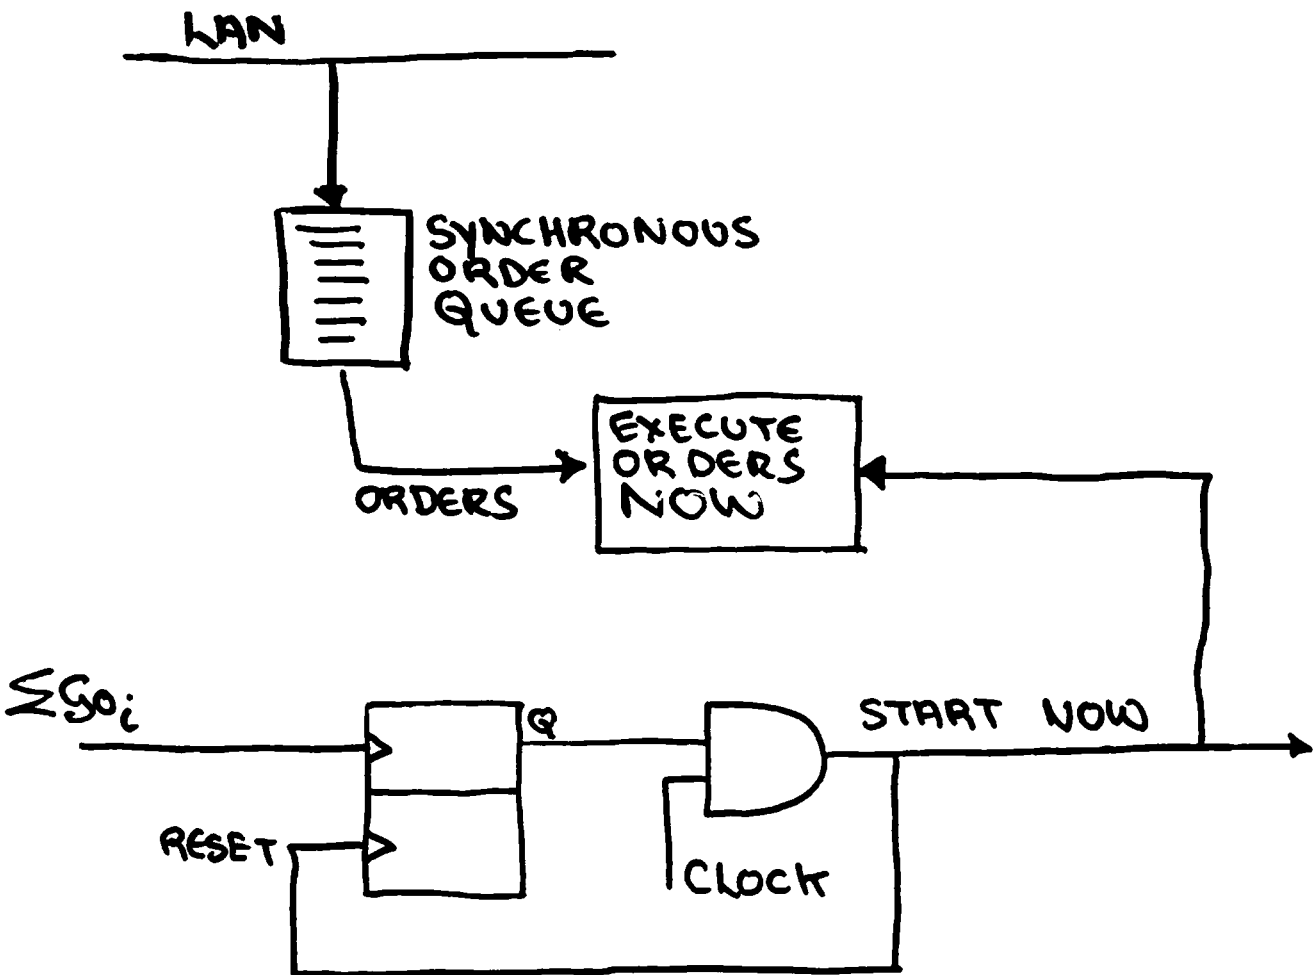 LAN
SYNCHRONOUS
ORDER
QUEUE
EXECUTE
ORDERS
NOW
ORDERS
ΣGOi
Q
START NOW
RESET
CLOCK